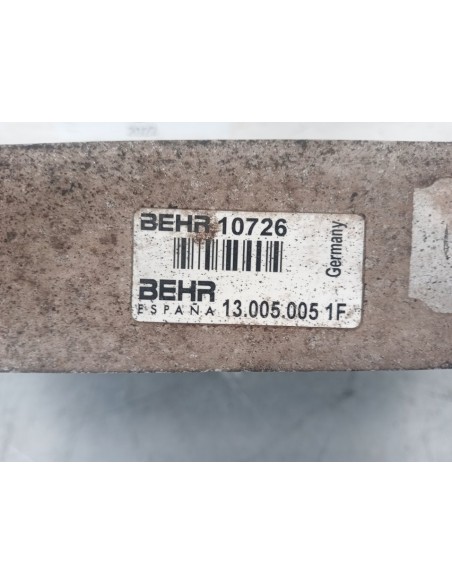 BEHR 10726
Germany
BEHR
ESPAÑA 13.005.005 1F